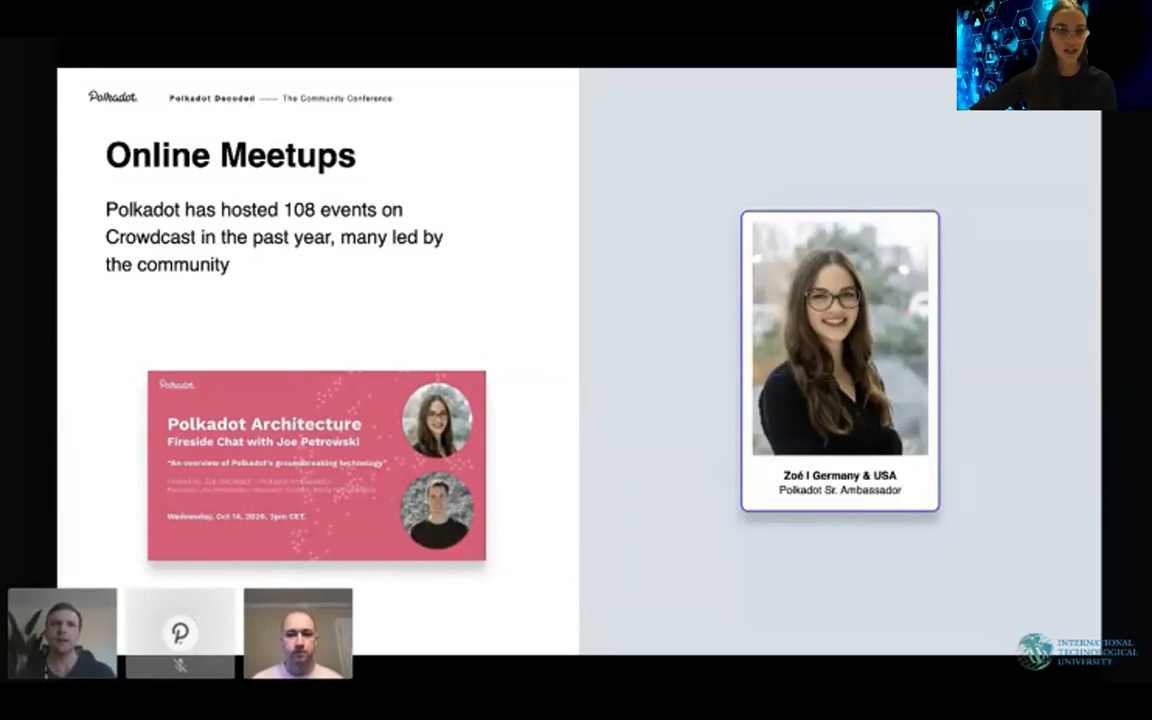 Polkadot.
Polkadot Decoded —— The Community Conference
Online Meetups
Polkadot has hosted 108 events on
Crowdcast in the past year, many led by
the community
Polkadot.
Polkadot Architecture
Fireside Chat with Joe Petrowski
"An overview of Polkadot's groundbreaking technology"
Wednesday, Oct 14, 2020, 3pm CET.
Zoé I Germany & USA
Polkadot Sr. Ambassador
INTERNATIONAL
TECHNOLOGICAL
UNIVERSITY